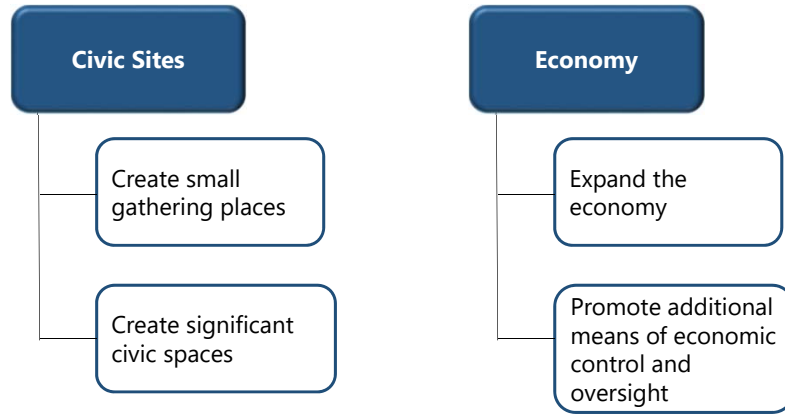 Civic Sites
Create small
gathering places
Create significant
civic spaces
Economy
Expand the
economy
Promote additional
means of economic
control and
oversight